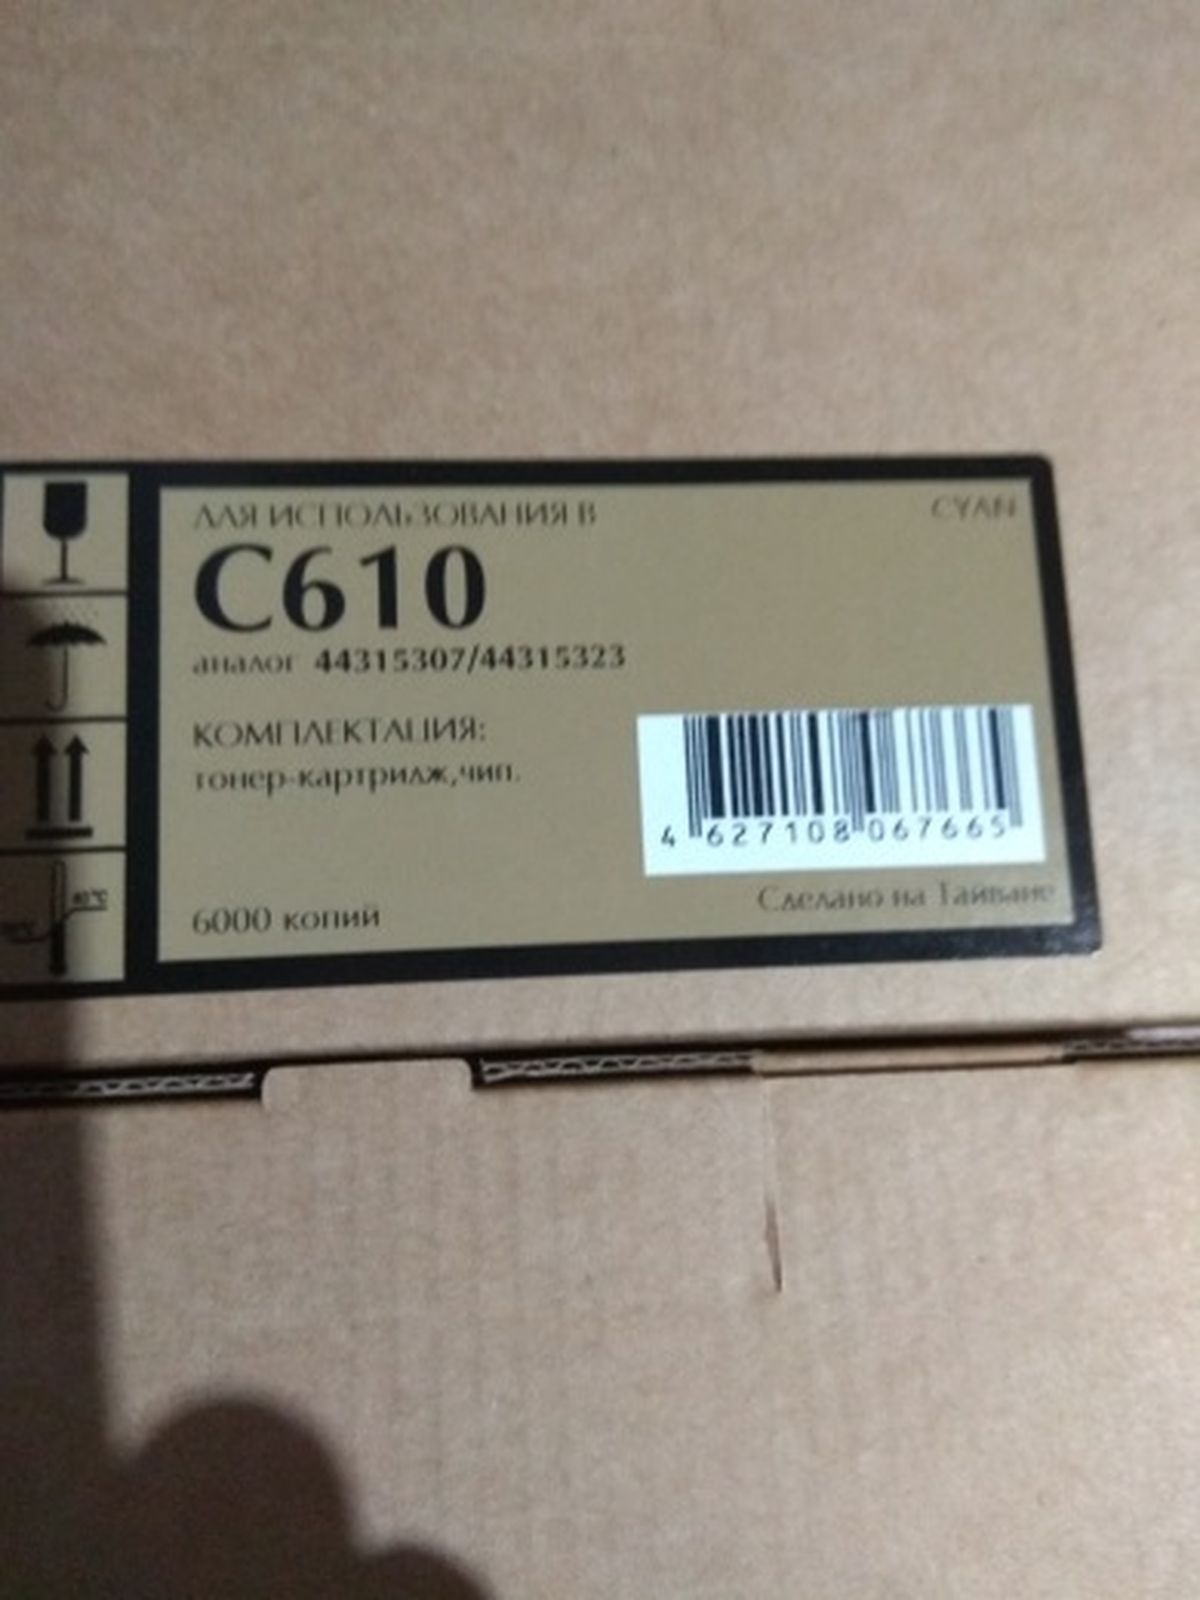 ДЛЯ ИСПОЛЬЗОВАНИЯ В
CYAN
C610
аналог 44315307/44315323
КОМПЛЕКТАЦИЯ:
тонер-картридж,чип.
4 627108 067665
6000 копий
Сделано на Тайване